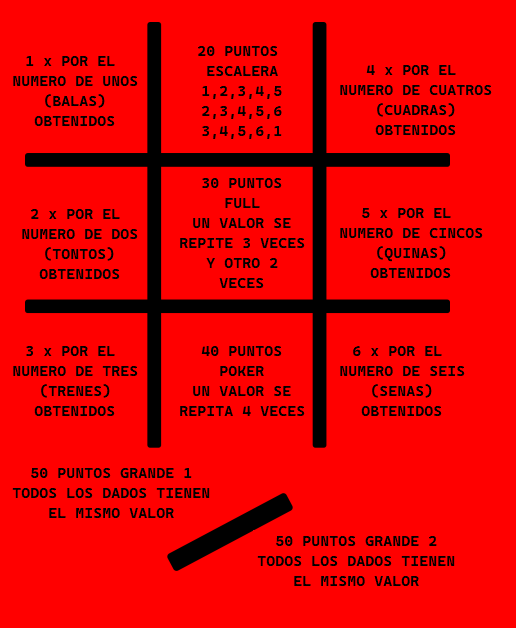 1 x POR EL
NUMERO DE UNOS
(BALAS)
OBTENIDOS
20 PUNTOS
ESCALERA
1,2,3,4,5
2,3,4,5,6
3,4,5,6,1
4 x POR EL
NUMERO DE CUATROS
(CUADRAS)
OBTENIDOS
2 x POR EL
NUMERO DE DOS
(TONTOS)
OBTENIDOS
30 PUNTOS
FULL
UN VALOR SE
REPITE 3 VECES
Y OTRO 2
VECES
5 x POR EL
NUMERO DE CINCOS
(QUINAS)
OBTENIDOS
3 x POR EL
NUMERO DE TRES
(TRENES)
OBTENIDOS
40 PUNTOS
POKER
UN VALOR SE
REPITA 4 VECES
6 x POR EL
NUMERO DE SEIS
(SENAS)
OBTENIDOS
50 PUNTOS GRANDE 1
TODOS LOS DADOS TIENEN
EL MISMO VALOR
50 PUNTOS GRANDE 2
TODOS LOS DADOS TIENEN
EL MISMO VALOR